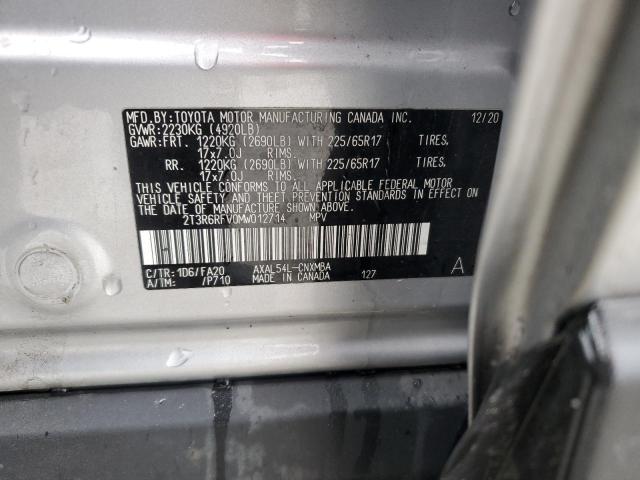 MFD.BY:TOYOTA MOTOR MANUFACTURING CANADA INC. 12/20
GVWR:2230KG (4920LB)
GAWR:FRT. 1220KG (2690LB) WITH 225/65R17 TIRES.
17x7.0J RIMS
RR. 1220KG (2690LB) WITH 225/65R17 TIRES.
17x7.0J RIMS.
THIS VEHICLE CONFORMS TO ALL APPLICABLE FEDERAL MOTOR
VEHICLE SAFETY AND THEFT PREVENTION STANDARDS IN EFFECT
ON THE DATE OF MANUFACTURE SHOWN ABOVE.
2T3R6RFV0MW012714 MPV
C/TR:1D6/FA20 AXAL54L-CNXMBA A
A/TM: /P710 MADE IN CANADA 127